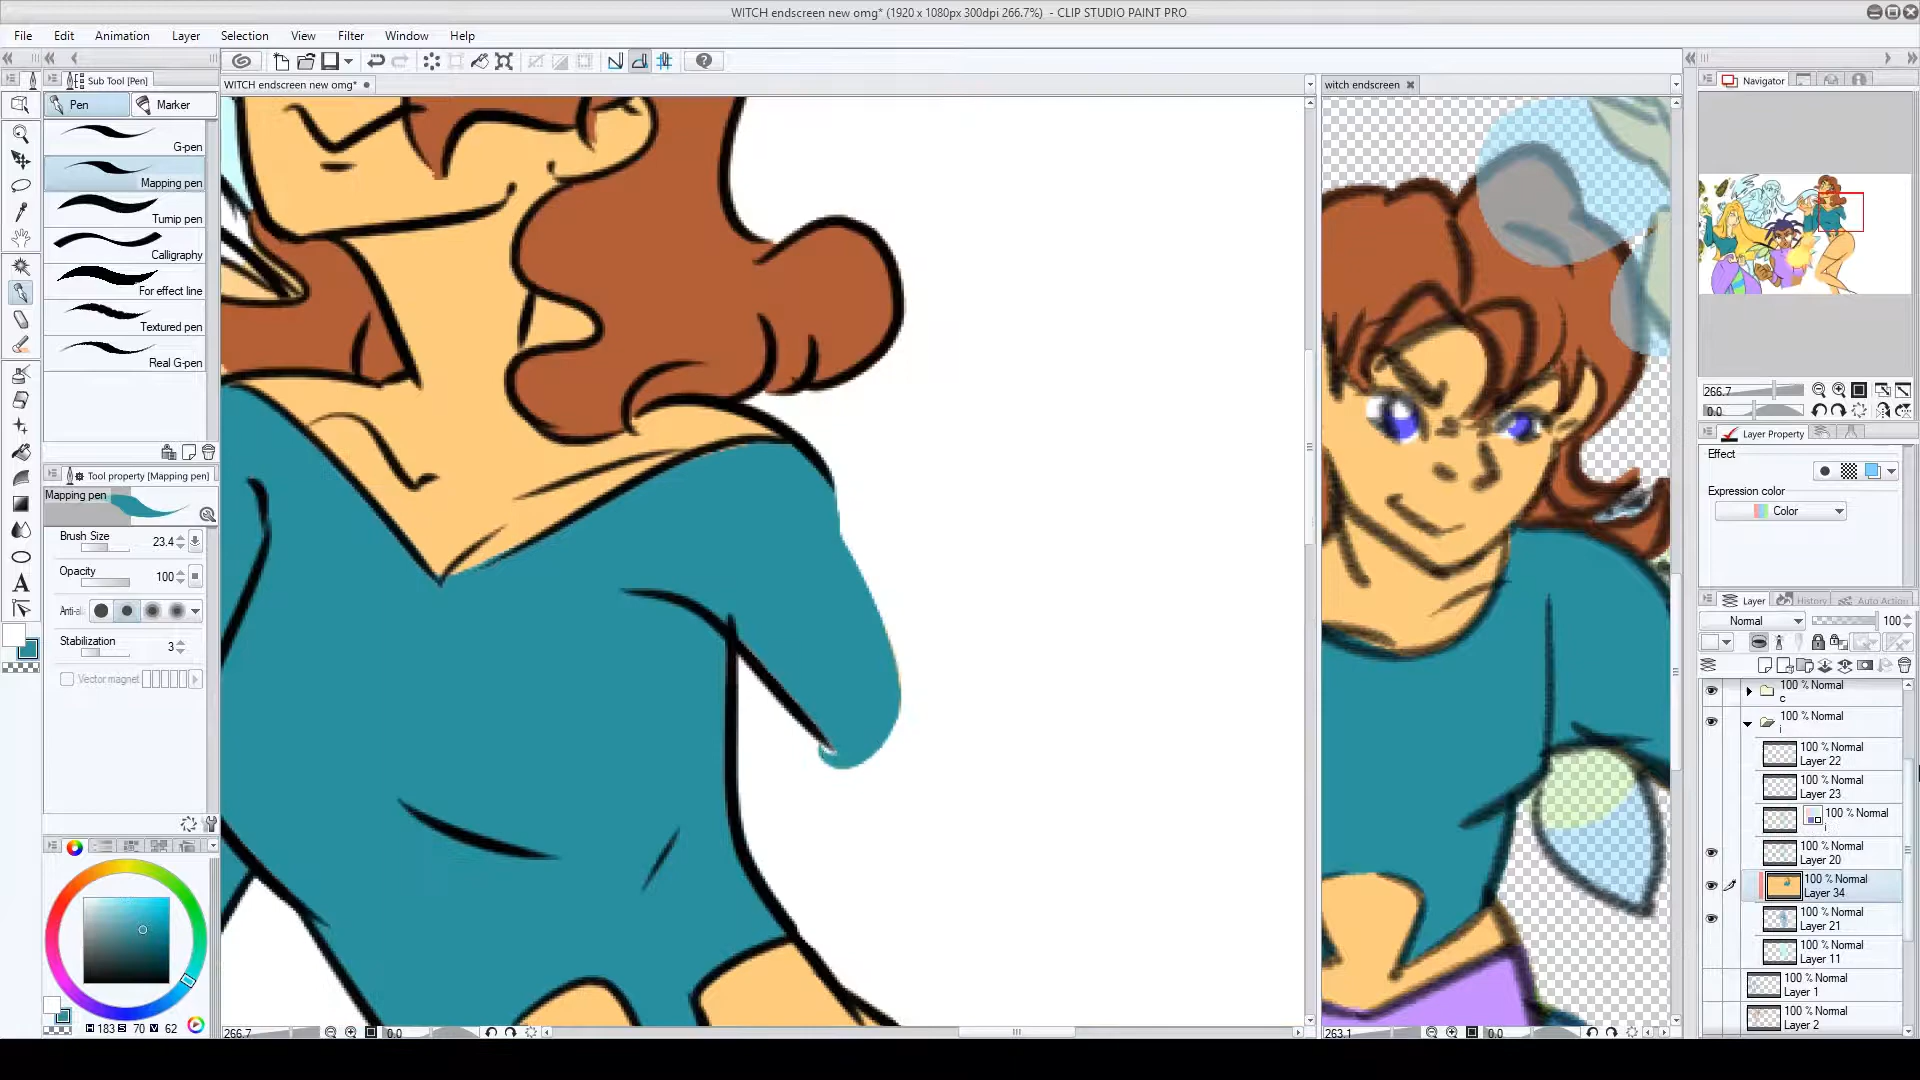 WITCH endscreen new omg* (1920 x 1080px 300dpi 266.7%) - CLIP STUDIO PAINT PRO
File Edit Animation Layer Selection View Filter Window Help
Sub Tool [Pen]
WITCH endscreen new omg*
witch endscreen
Navigator
Pen
Marker
G-pen
Mapping pen
Turnip pen
Calligraphy
For effect line
Textured pen
Real G-pen
Tool property [Mapping pen]
Mapping pen
Brush Size
23.4
Opacity
100
Anti-ali
Stabilization
3
Vector magnet
H 183 S 70 V 62
266.7
0.0
263.1
0.0
266.7
0.0
Layer Property
Effect
Expression color
Color
Layer
History
Auto Action
Normal
100
100 % Normal
c
100 % Normal
i
100 % Normal
Layer 22
100 % Normal
Layer 23
100 % Normal
i
100 % Normal
Layer 20
100 % Normal
Layer 34
100 % Normal
Layer 21
100 % Normal
Layer 11
100 % Normal
Layer 1
100 % Normal
Layer 2